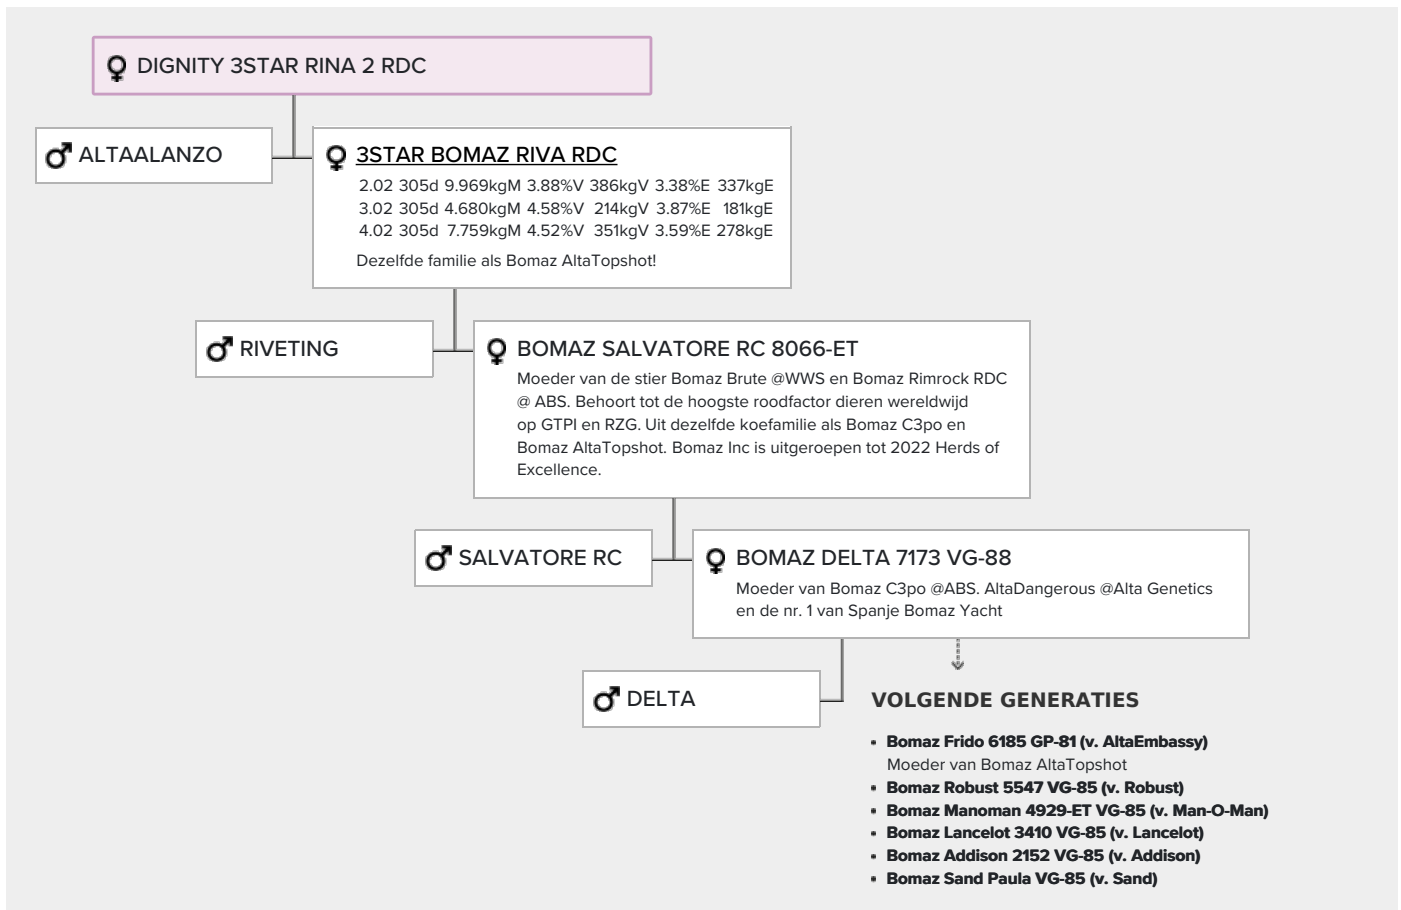 DIGNITY 3STAR RINA 2 RDC
ALTAALANZO
3STAR BOMAZ RIVA RDC
2.02 305d 9.969kgM 3.88%V 386kgV 3.38%E 337kgE
3.02 305d 4.680kgM 4.58%V 214kgV 3.87%E 181kgE
4.02 305d 7.759kgM 4.52%V 351kgV 3.59%E 278kgE
Dezelfde familie als Bomaz AltaTopshot!
RIVETING
BOMAZ SALVATORE RC 8066-ET
Moeder van de stier Bomaz Brute @WWS en Bomaz Rimrock RDC
@ ABS. Behoort tot de hoogste roodfactor dieren wereldwijd
op GTPI en RZG. Uit dezelfde koefamilie als Bomaz C3po en
Bomaz AltaTopshot. Bomaz Inc is uitgeroepen tot 2022 Herds of
Excellence.
SALVATORE RC
BOMAZ DELTA 7173 VG-88
Moeder van Bomaz C3po @ABS. AltaDangerous @Alta Genetics
en de nr. 1 van Spanje Bomaz Yacht
DELTA
VOLGENDE GENERATIES
• Bomaz Frido 6185 GP-81 (v. AltaEmbassy)
Moeder van Bomaz AltaTopshot
• Bomaz Robust 5547 VG-85 (v. Robust)
• Bomaz Manoman 4929-ET VG-85 (v. Man-O-Man)
• Bomaz Lancelot 3410 VG-85 (v. Lancelot)
• Bomaz Addison 2152 VG-85 (v. Addison)
• Bomaz Sand Paula VG-85 (v. Sand)